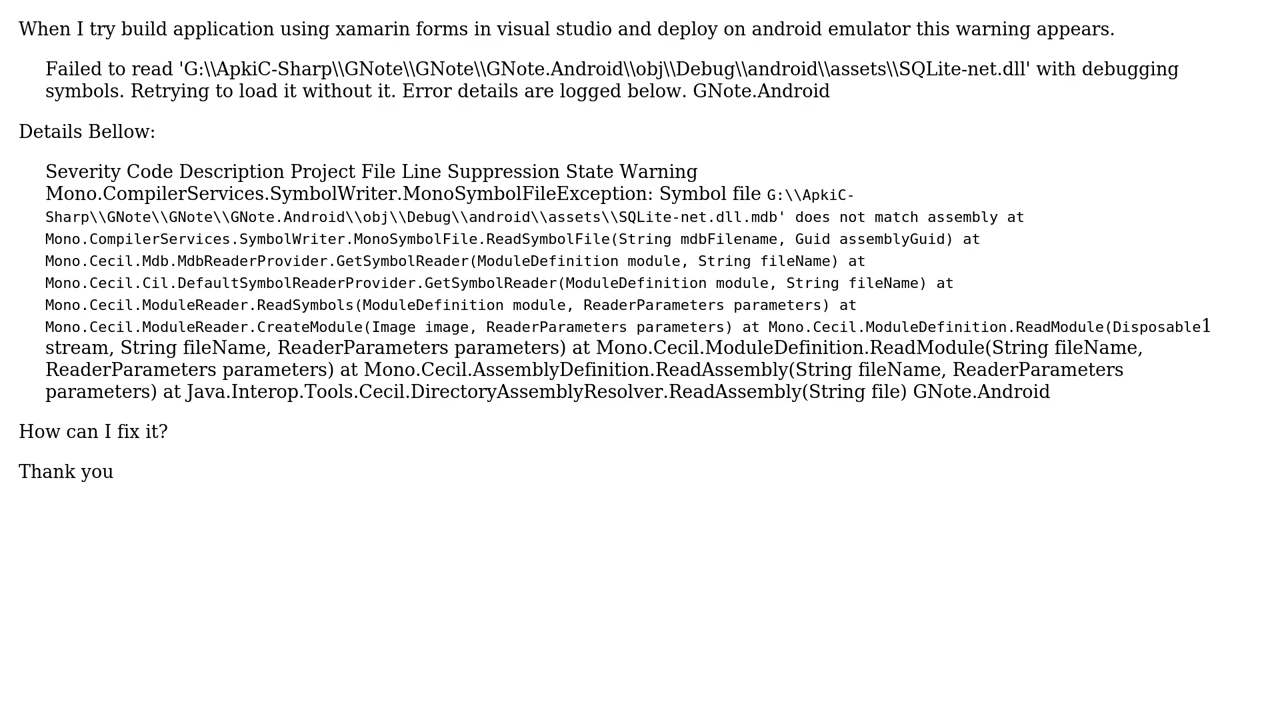 When I try build application using xamarin forms in visual studio and deploy on android emulator this warning appears.
Failed to read 'G:\\ApkiC-Sharp\\GNote\\GNote\\GNote.Android\\obj\\Debug\\android\\assets\\SQLite-net.dll' with debugging
symbols. Retrying to load it without it. Error details are logged below. GNote.Android
Details Bellow:
Severity Code Description Project File Line Suppression State Warning
Mono.CompilerServices.SymbolWriter.MonoSymbolFileException: Symbol file G:\\ApkiC-
Sharp\\GNote\\GNote\\GNote.Android\\obj\\Debug\\android\\assets\\SQLite-net.dll.mdb' does not match assembly at
Mono.CompilerServices.SymbolWriter.MonoSymbolFile.ReadSymbolFile(String mdbFilename, Guid assemblyGuid) at
Mono.Cecil.Mdb.MdbReaderProvider.GetSymbolReader(ModuleDefinition module, String fileName) at
Mono.Cecil.Cil.DefaultSymbolReaderProvider.GetSymbolReader(ModuleDefinition module, String fileName) at
Mono.Cecil.ModuleReader.ReadSymbols(ModuleDefinition module, ReaderParameters parameters) at
Mono.Cecil.ModuleReader.CreateModule(Image image, ReaderParameters parameters) at Mono.Cecil.ModuleDefinition.ReadModule(Disposable1
stream, String fileName, ReaderParameters parameters) at Mono.Cecil.ModuleDefinition.ReadModule(String fileName,
ReaderParameters parameters) at Mono.Cecil.AssemblyDefinition.ReadAssembly(String fileName, ReaderParameters
parameters) at Java.Interop.Tools.Cecil.DirectoryAssemblyResolver.ReadAssembly(String file) GNote.Android
How can I fix it?
Thank you